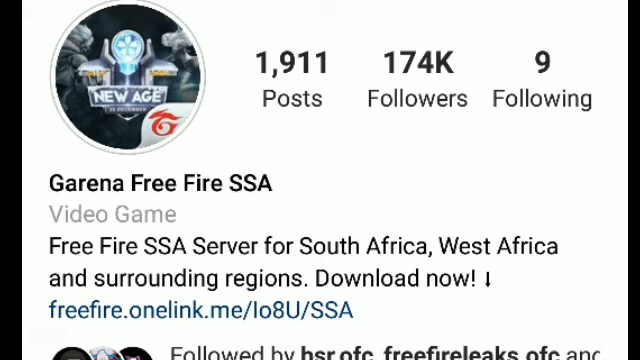 NEW AGE
1,911
174K
9
Posts
Followers
Following
Garena Free Fire SSA
Video Game
Free Fire SSA Server for South Africa, West Africa
and surrounding regions. Download now! ⬇
freefire.onelink.me/Io8U/SSA
Followed by hsr.ofc, freefireleaks.ofc and